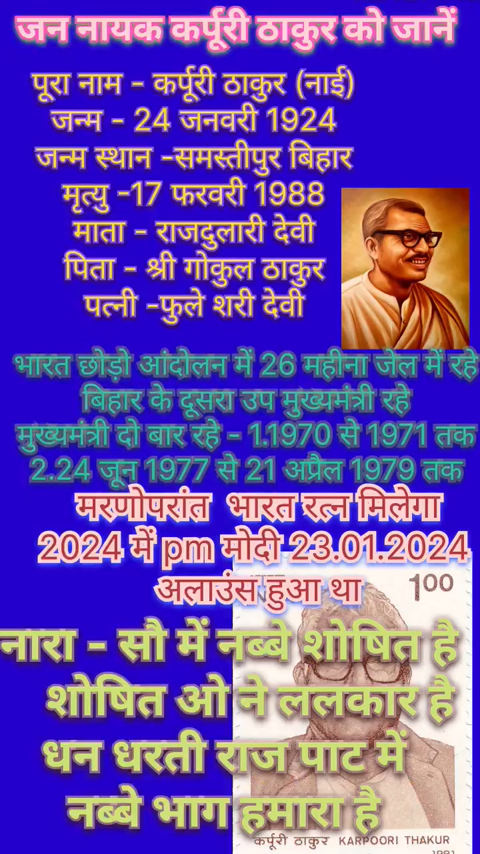 जन नायक कर्पूरी ठाकुर को जानें
पूरा नाम - कर्पूरी ठाकुर (नाई)
जन्म - 24 जनवरी 1924
जन्म स्थान -समस्तीपुर बिहार
मृत्यु -17 फरवरी 1988
माता - राजदुलारी देवी
पिता - श्री गोकुल ठाकुर
पत्नी -फुले शरी देवी
भारत छोड़ो आंदोलन में 26 महीना जेल में रहे
बिहार के दूसरा उप मुख्यमंत्री रहे
मुख्यमंत्री दो बार रहे - 1.1970 से 1971 तक
2.24 जून 1977 से 21 अप्रैल 1979 तक
मरणोपरांत भारत रत्न मिलेगा
2024 में pm मोदी 23.01.2024
अलाउंस हुआ था
100
नारा - सौ में नब्बे शोषित है
शोषित ओ ने ललकार है
धन धरती राज पाट में
नब्बे भाग हमारा है
कर्पूरी ठाकुर KARPOORI THAKUR